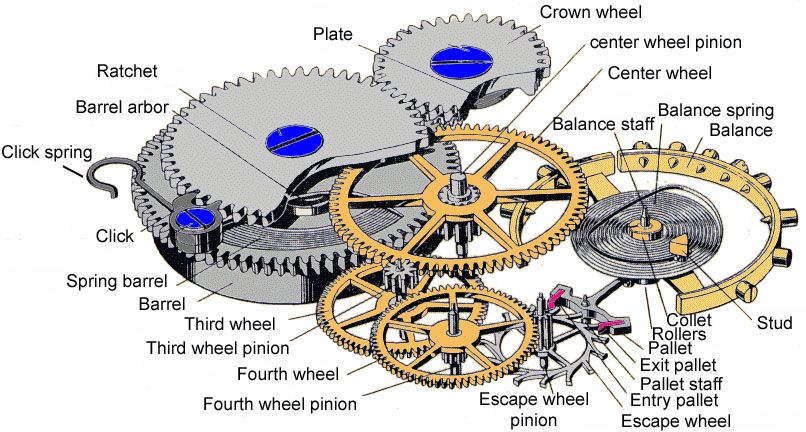 Crown wheel
Plate
center wheel pinion
Ratchet
Center wheel
Barrel arbor
Balance spring
Balance staff
Balance
Click spring
Click
Spring barrel
Barrel
Third wheel
Collet
Stud
Rollers
Third wheel pinion
Pallet
Exit pallet
Fourth wheel
Pallet staff
Fourth wheel pinion
Escape wheel
pinion
Entry pallet
Escape wheel